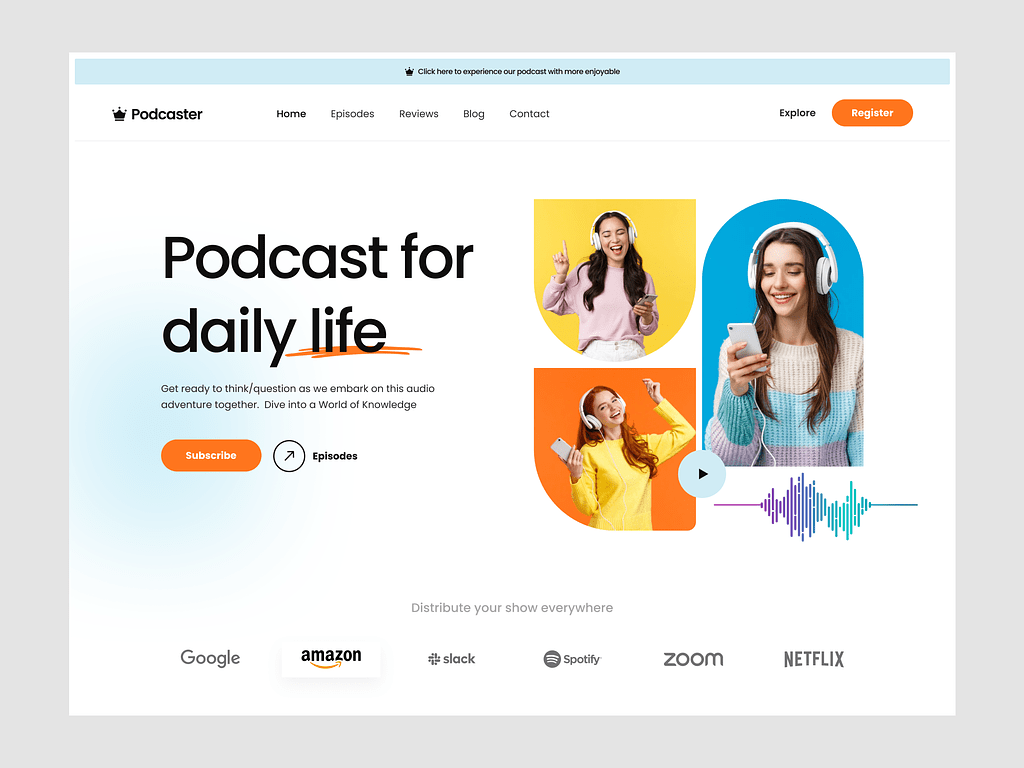 Click here to experience our podcast with more enjoyable
Podcaster
Home Episodes Reviews Blog Contact
Explore Register
Podcast for
daily life
Get ready to think/question as we embark on this audio
adventure together. Dive into a World of Knowledge
Subscribe Episodes
Distribute your show everywhere
Google amazon slack Spotify zoom NETFLIX